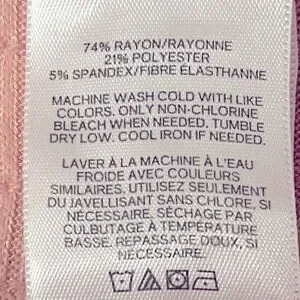 74% RAYON/RAYONNE
21% POLYESTER
5% SPANDEX/FIBRE ÉLASTHANNE
MACHINE WASH COLD WITH LIKE
COLORS. ONLY NON-CHLORINE
BLEACH WHEN NEEDED. TUMBLE
DRY LOW. COOL IRON IF NEEDED.
LAVER À LA MACHINE À L'EAU
FROIDE AVEC COULEURS
SIMILAIRES. UTILISEZ SEULEMENT
DU JAVELLISANT SANS CHLORE, SI
NÉCESSAIRE. SÉCHAGE PAR
CULBUTAGE À TEMPÉRATURE
BASSE. REPASSAGE DOUX, SI
NÉCESSAIRE.